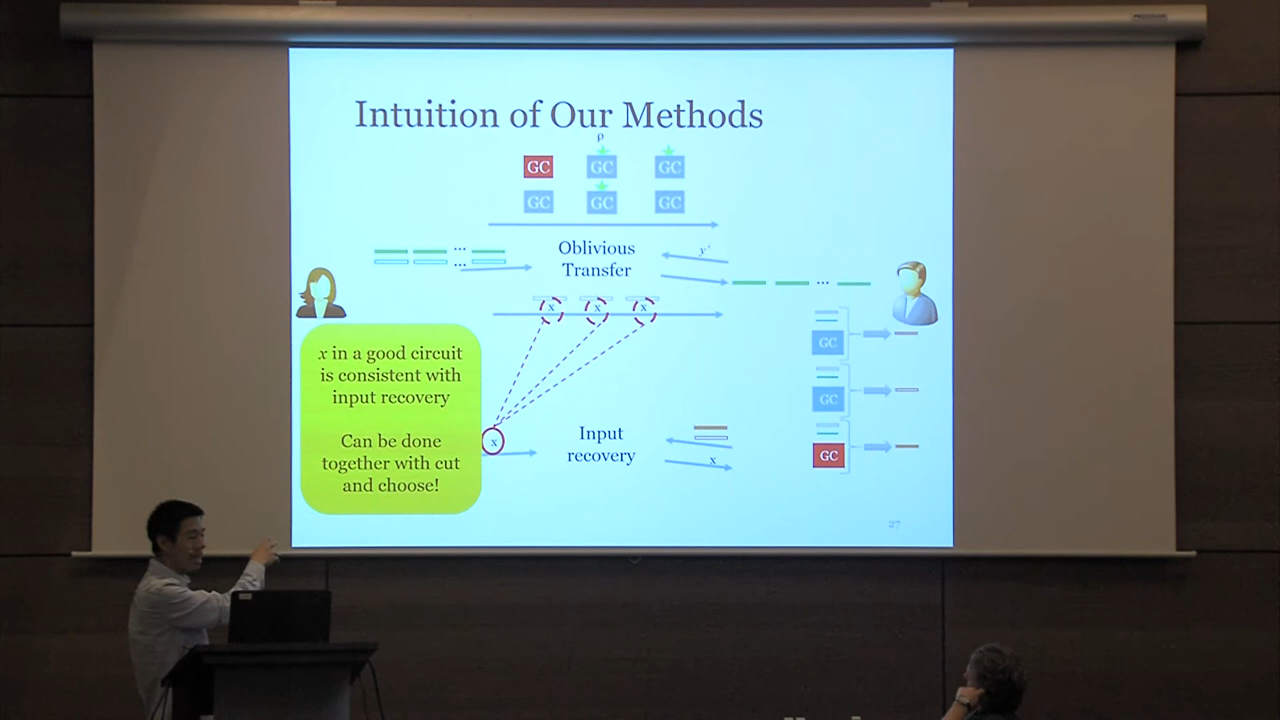 Intuition of Our Methods
ρ
GC GC GC
GC GC GC
Oblivious
Transfer
y'
... 
...
...
x x x
GC
GC
GC
x in a good circuit
is consistent with
input recovery
Can be done
together with cut
and choose!
x
Input
recovery
x
27